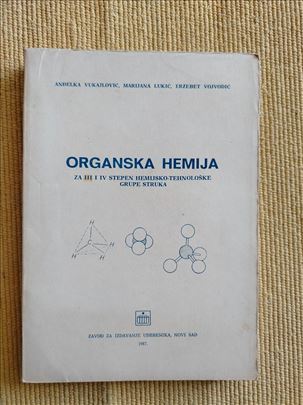 ANĐELKA VUKAJLOVIĆ, MARIJANA LUKIĆ, ERŽEBET VOJVODIĆ
ORGANSKA HEMIJA
ZA III I IV STEPEN HEMIJSKO-TEHNOLOŠKE
GRUPE STRUKA
H
H
H
H
ZAVOD ZA IZDAVANJE UDŽBENIKA, NOVI SAD
1987.